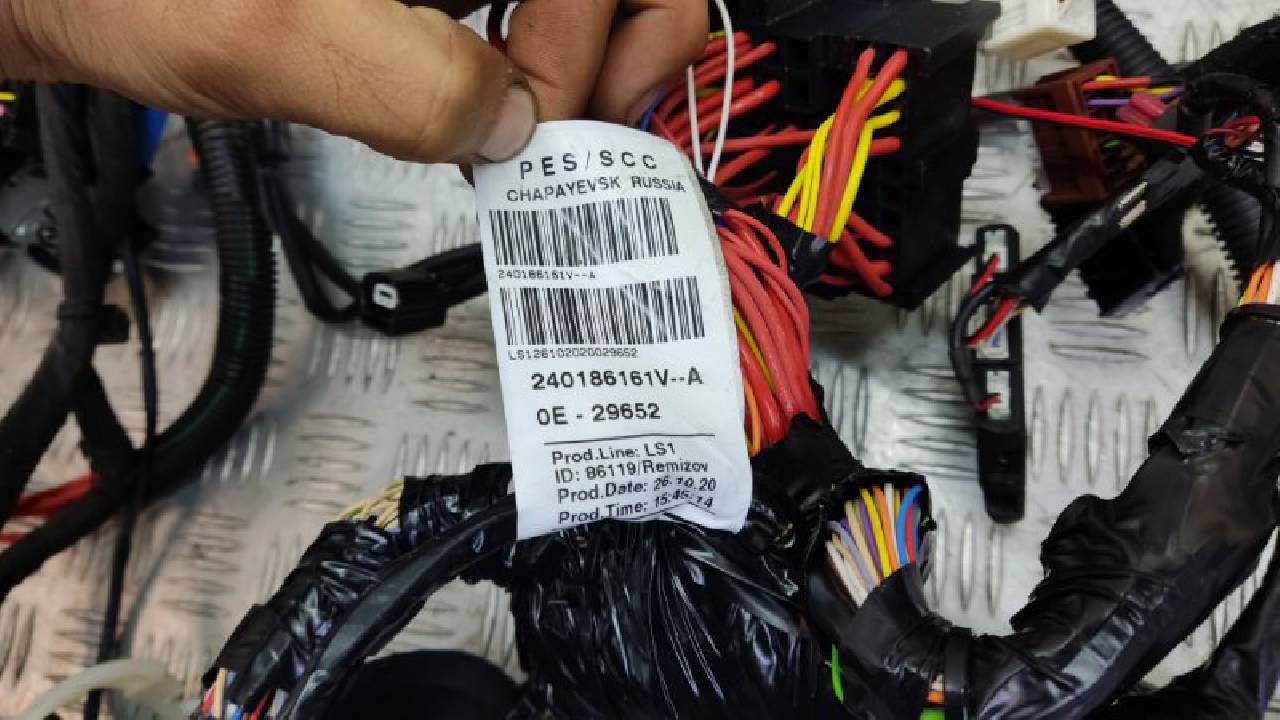 PES/SCC
CHAPAYEVSK RUSSIA
240186161V--A
LS126102020029652
240186161V--A
0E - 29652
Prod.Line: LS1
ID: 86119/Remizov
Prod.Date: 26.10.20
Prod.Time: 15:45:14